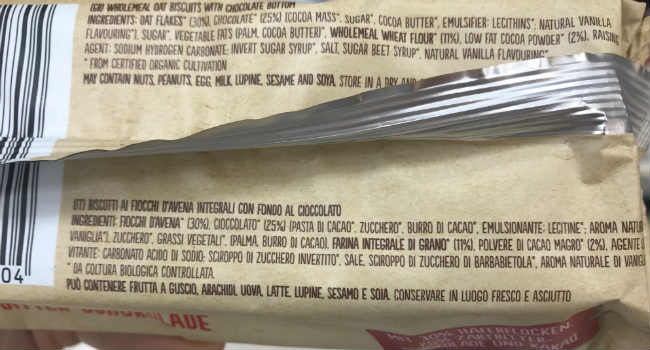 (GB) WHOLEMEAL OAT BISCUITS WITH CHOCOLATE BOTTOM
INGREDIENTS: OAT FLAKES* (30%), CHOCOLATE* (25%) (COCOA MASS*, SUGAR*, COCOA BUTTER*, EMULSIFIER: LECITHINS*, NATURAL VANILLA
FLAVOURING*), SUGAR*, VEGETABLE FATS (PALM, COCOA BUTTER)*, WHOLEMEAL WHEAT FLOUR* (11%), LOW FAT COCOA POWDER* (2%), RAISING
AGENT: SODIUM HYDROGEN CARBONATE; INVERT SUGAR SYRUP*, SALT, SUGAR BEET SYRUP*, NATURAL VANILLA FLAVOURING*.
* FROM CERTIFIED ORGANIC CULTIVATION
MAY CONTAIN NUTS, PEANUTS, EGG, MILK, LUPINE, SESAME AND SOYA. STORE IN A DRY AND
(IT) BISCOTTI AI FIOCCHI D'AVENA INTEGRALI CON FONDO AL CIOCCOLATO
INGREDIENTI: FIOCCHI D'AVENA* (30%), CIOCCOLATO* (25%) (PASTA DI CACAO*, ZUCCHERO*, BURRO DI CACAO*, EMULSIONANTE: LECITINE*; AROMA NATUR
VANIGLIA*), ZUCCHERO*, GRASSI VEGETALI*, (PALMA, BURRO DI CACAO), FARINA INTEGRALE DI GRANO* (11%), POLVERE DI CACAO MAGRO* (2%), AGENTE L
VITANTE: CARBONATO ACIDO DI SODIO; SCIROPPO DI ZUCCHERO INVERTITO*, SALE, SCIROPPO DI ZUCCHERO DI BARBABIETOLA*, AROMA NATURALE DI VANIG
* DA COLTURA BIOLOGICA CONTROLLATA.
PUÒ CONTENERE FRUTTA A GUSCIO, ARACHIDI, UOVA, LATTE, LUPINE, SESAMO E SOIA. CONSERVARE IN LUOGO FRESCO E ASCIUTTO
04
MIT 30% HAFERFLOCKEN,
ZARTBITTER-
SCHOKOLADE UND KAKAO